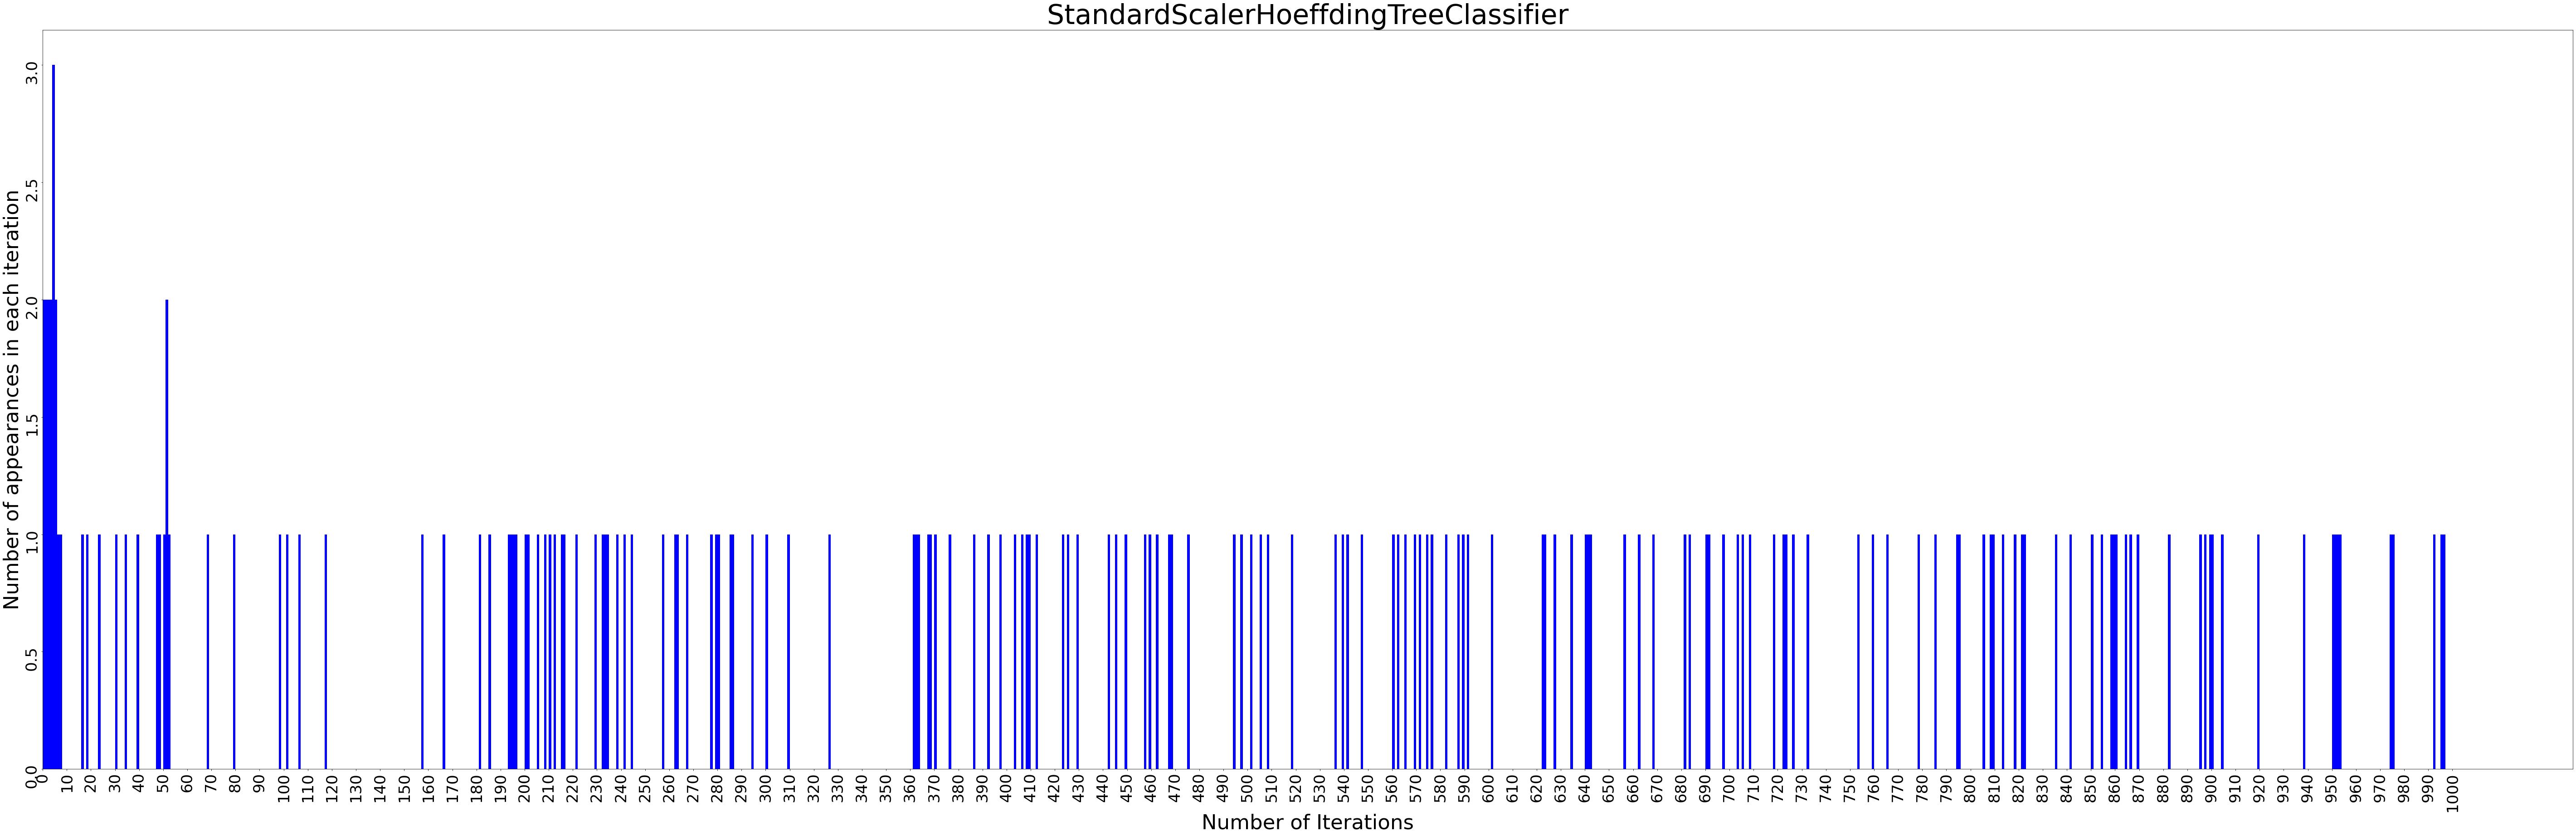 StandardScalerHoeffdingTreeClassifier
Number of appearances in each iteration
3.0
2.5
2.0
1.5
1.0
0.5
0.0
0 10 20 30 40 50 60 70 80 90 100 110 120 130 140 150 160 170 180 190 200 210 220 230 240 250 260 270 280 290 300 310 320 330 340 350 360 370 380 390 400 410 420 430 440 450 460 470 480 490 500 510 520 530 540 550 560 570 580 590 600 610 620 630 640 650 660 670 680 690 700 710 720 730 740 750 760 770 780 790 800 810 820 830 840 850 860 870 880 890 900 910 920 930 940 950 960 970 980 990 1000
Number of Iterations